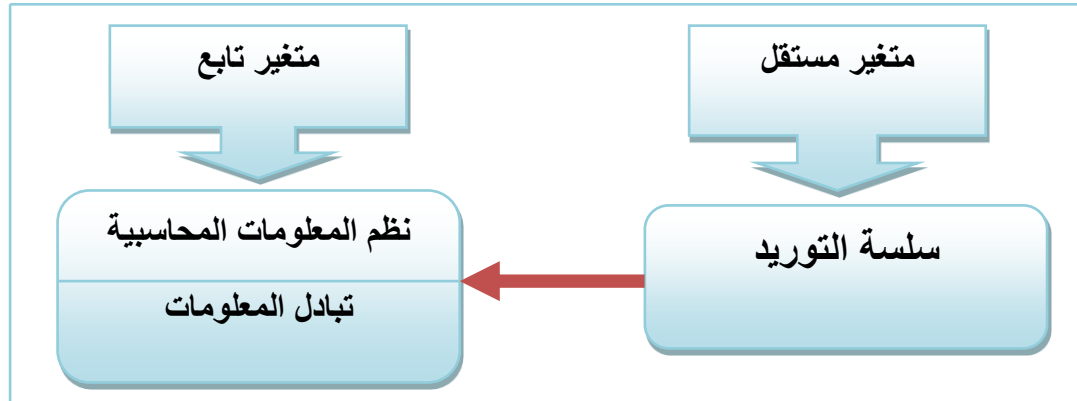 متغير مستقل
متغير تابع
سلسة التوريد
نظم المعلومات المحاسبية
تبادل المعلومات